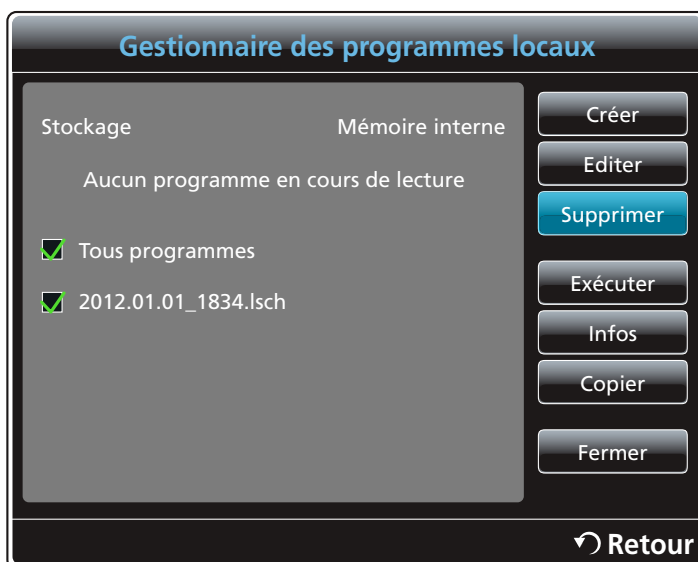 Gestionnaire des programmes locaux
Stockage Mémoire interne
Aucun programme en cours de lecture
Tous programmes
2012.01.01_1834.lsch
Créer
Editer
Supprimer
Exécuter
Infos
Copier
Fermer
Retour